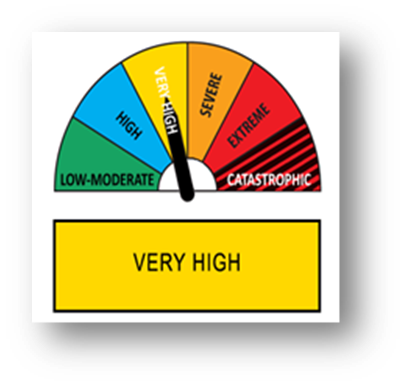 LOW-MODERATE
HIGH
VERY HIGH
SEVERE
EXTREME
CATASTROPHIC
VERY HIGH